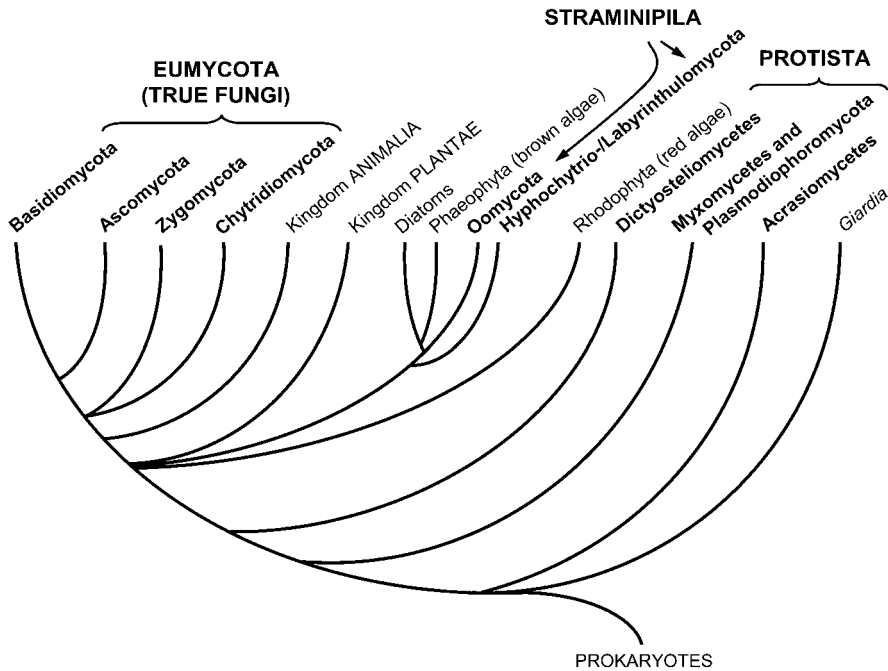 STRAMINIPILA
EUMYCOTA
(TRUE FUNGI)
PROTISTA
Basidiomycota
Ascomycota
Zygomycota
Chytridiomycota
Kingdom ANIMALIA
Kingdom PLANTAE
Diatoms
Phaeophyta (brown algae)
Oomycota
Hyphochytrio-/Labyrinthulomycota
Rhodophyta (red algae)
Dictyosteliomycetes
Myxomycetes and
Plasmodiophoromycota
Acrasiomycetes
Giardia
PROKARYOTES